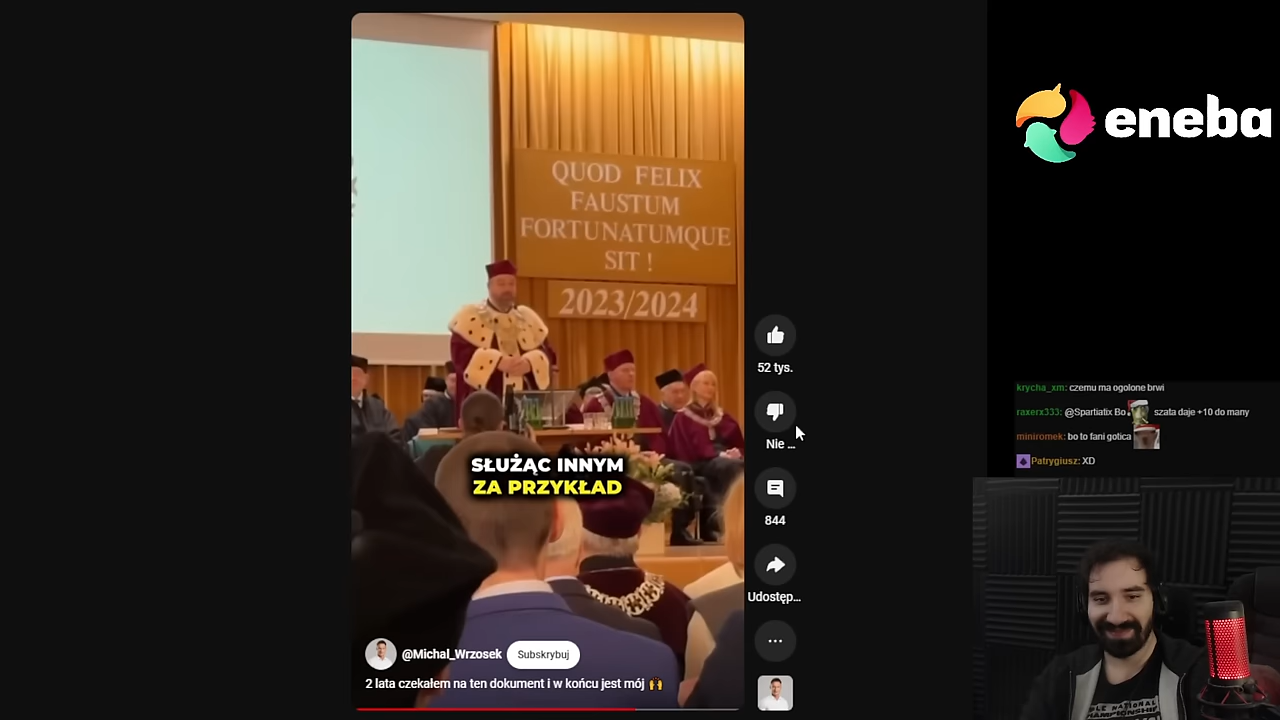 QUOD FELIX
FAUSTUM
FORTUNATUMQUE
SIT !
2023/2024
SŁUŻĄC INNYM
ZA PRZYKŁAD
@Michal_Wrzosek
Subskrybuj
2 lata czekałem na ten dokument i w końcu jest mój
52 tys.
Nie ...
844
Udostęp...
eneba
krycha_xm: czemu ma ogolone brwi
raxerx333: @Spartiatix Bo szata daje +10 do many
miniromek: bo to fani gotica
Patrygiusz: XD